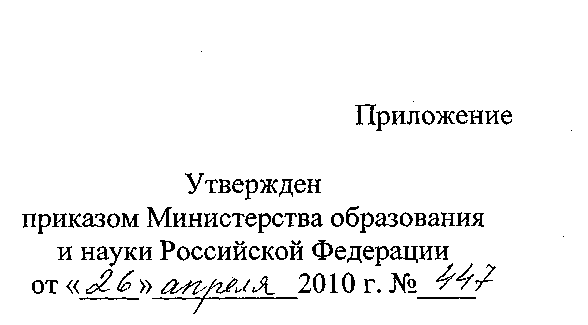 Приложение
Утвержден
приказом Министерства образования
и науки Российской Федерации
от «26» апреля 2010 г. № 447